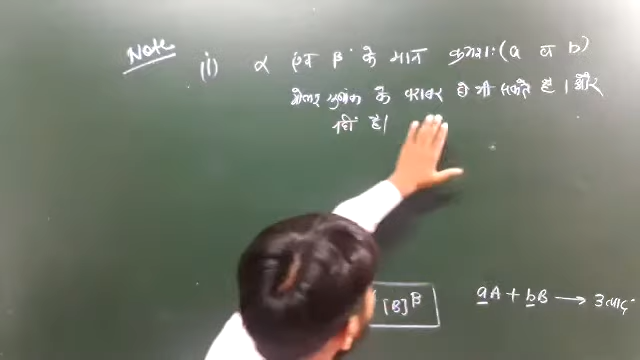 Note
(i) α एवं β के मान क्रमशः (a व b)
के बराबर हो भी सकते है। और
नहीं है।
[B]^β
aA + bB ⟶ उत्पाद